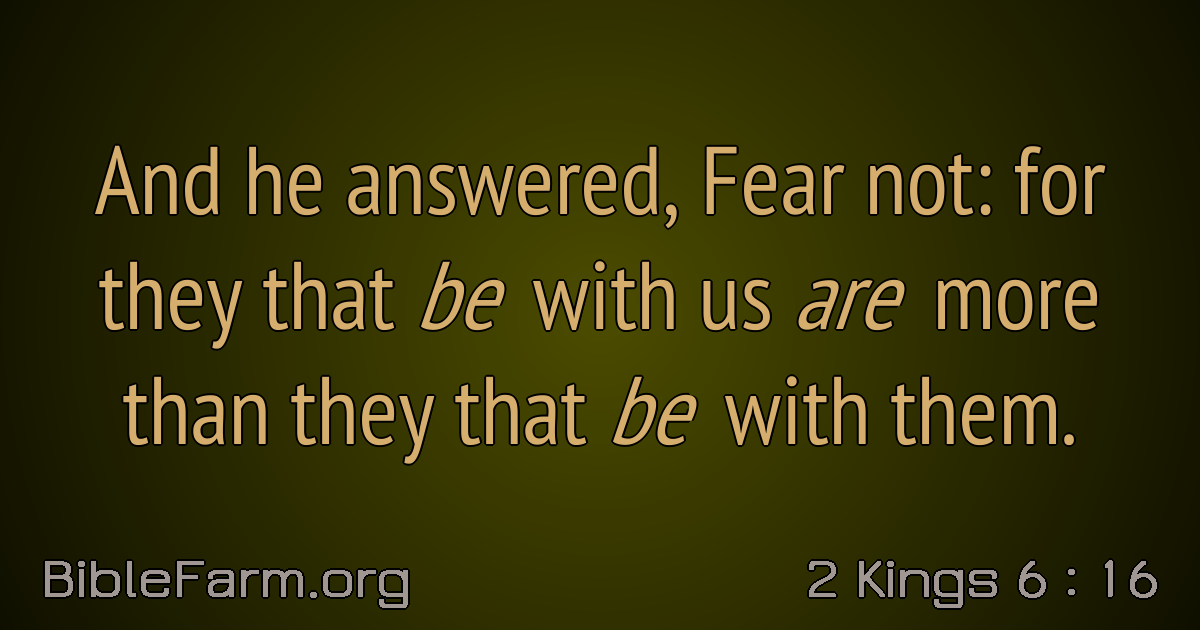 And he answered, Fear not: for
they that be with us are more
than they that be with them.
BibleFarm.org
2 Kings 6 : 16